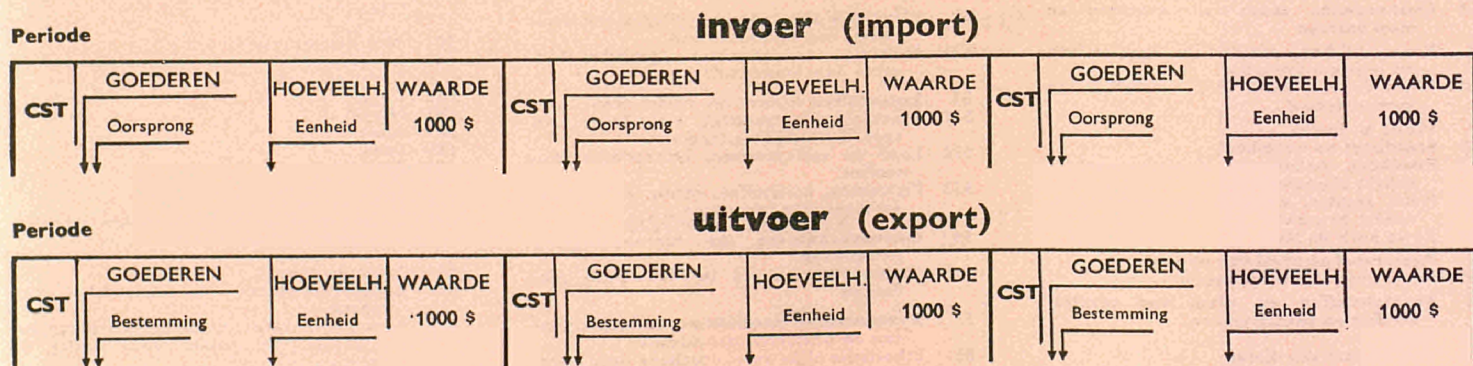 Periode
invoer (import)
CST GOEDEREN HOEVEELH. WAARDE CST GOEDEREN HOEVEELH. WAARDE CST GOEDEREN HOEVEELH. WAARDE
Oorsprong Eenheid 1000 $ Oorsprong Eenheid 1000 $ Oorsprong Eenheid 1000 $
Periode
uitvoer (export)
CST GOEDEREN HOEVEELH. WAARDE CST GOEDEREN HOEVEELH. WAARDE CST GOEDEREN HOEVEELH. WAARDE
Bestemming Eenheid 1000 $ Bestemming Eenheid 1000 $ Bestemming Eenheid 1000 $